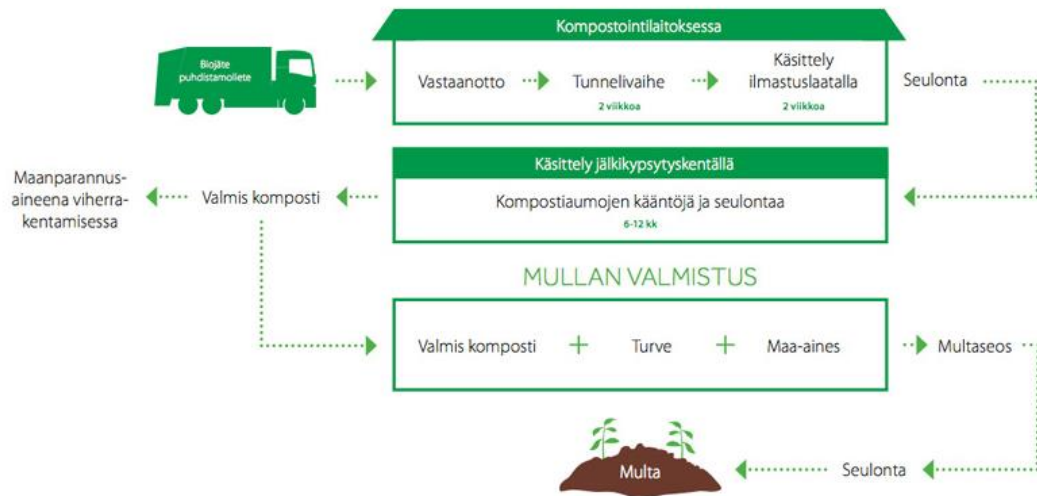 Kompostointilaitoksessa
Biojäte
puhdistamollete
Vastaanotto
Tunnelivaihe
2 viikkoa
Käsittely
ilmastuslaatalla
2 viikkoa
Seulonta
Käsittely jälkikypsytyskentällä
Kompostiaumojen kääntöjä ja seulontaa
6-12 kk
Valmis komposti
Maanparannus-
aineena viherra-
kentamisessa
MULLAN VALMISTUS
Valmis komposti + Turve + Maa-aines
Multaseos
Seulonta
Multa